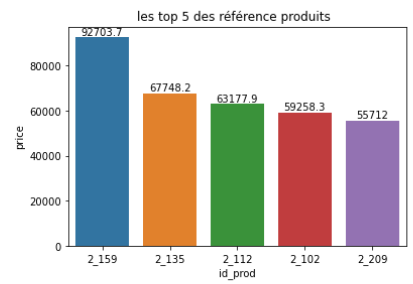 les top 5 des référence produits
92703.7
67748.2
63177.9
59258.3
55712
80000
60000
40000
20000
0
price
2_159 2_135 2_112 2_102 2_209
id_prod